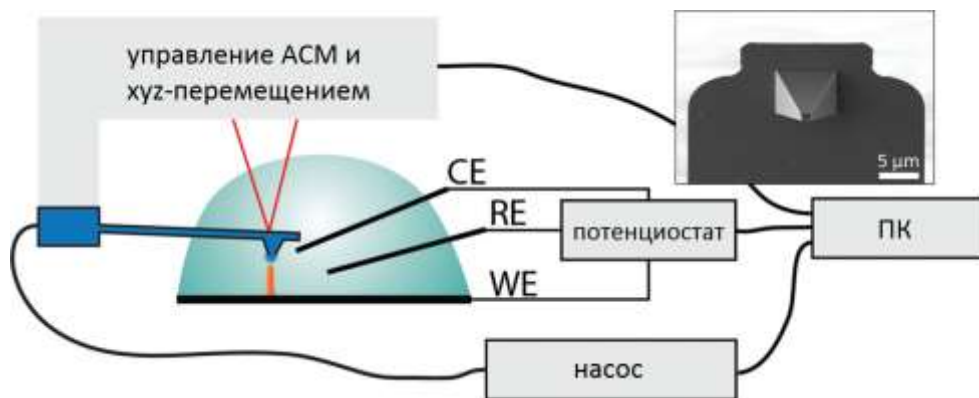 управление АСМ и
xyz-перемещением
5 µm
CE
RE
потенциостат
ПК
WE
насос